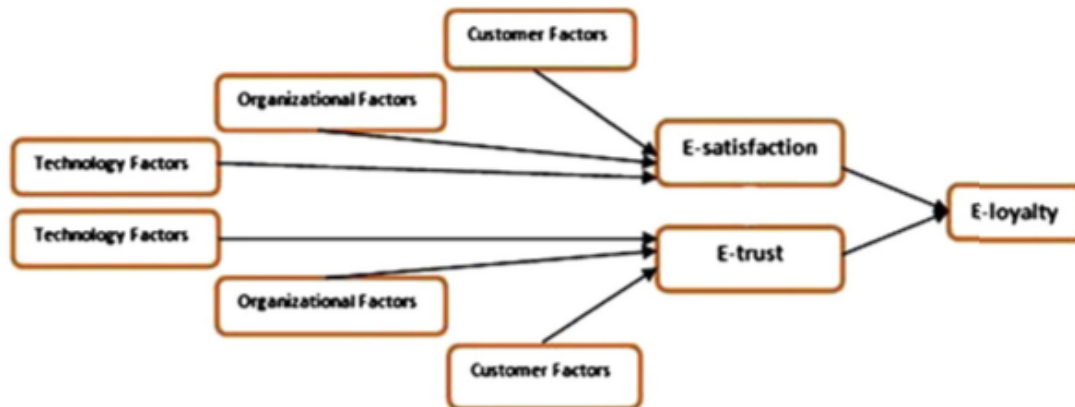 Customer Factors
Organizational Factors
E-satisfaction
Technology Factors
E-loyalty
Technology Factors
E-trust
Organizational Factors
Customer Factors